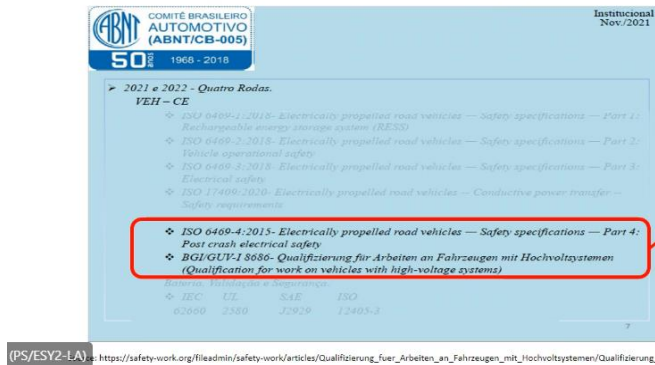 ABNT
COMITÊ BRASILEIRO
AUTOMOTIVO
(ABNT/CB-005)
50 anos 1968 - 2018
Institucional
Nov./2021
➢ 2021 e 2022 - Quatro Rodas.
VEH – CE
❖ ISO 6469-1:2018- Electrically propelled road vehicles — Safety specifications — Part 1:
Rechargeable energy storage system (RESS)
❖ ISO 6469-2:2018- Electrically propelled road vehicles — Safety specifications — Part 2:
Vehicle operational safety
❖ ISO 6469-3:2018- Electrically propelled road vehicles — Safety specifications — Part 3:
Electrical safety
❖ ISO 17409:2020- Electrically propelled road vehicles — Conductive power transfer —
Safety requirements
❖ ISO 6469-4:2015- Electrically propelled road vehicles — Safety specifications — Part 4:
Post crash electrical safety
❖ BGI/GUV-I 8686- Qualifizierung für Arbeiten an Fahrzeugen mit Hochvoltsystemen
(Qualification for work on vehicles with high-voltage systems)
Bateria, Validação e Segurança.
❖ IEC UL SAE ISO
62660 2580 J2929 12405-3
7
(PS/ESY2-LA) ce: https://safety-work.org/fileadmin/safety-work/articles/Qualifizierung_fuer_Arbeiten_an_Fahrzeugen_mit_Hochvoltsystemen/Qualifizierung_